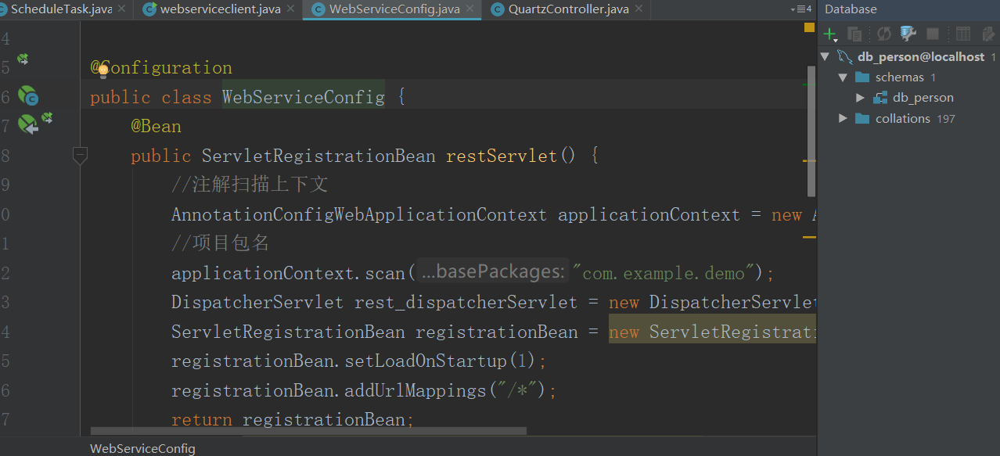 ScheduleTask.java
webserviceclient.java
WebServiceConfig.java
QuartzController.java
4
Database
4
5
@Configuration
6
public class WebServiceConfig {
7
@Bean
8
public ServletRegistrationBean restServlet() {
9
//注解扫描上下文
0
AnnotationConfigWebApplicationContext applicationContext = new A
1
//项目包名
2
applicationContext.scan(...basePackages: "com.example.demo");
3
DispatcherServlet rest_dispatcherServlet = new DispatcherServlet
4
ServletRegistrationBean registrationBean = new ServletRegistrati
5
registrationBean.setLoadOnStartup(1);
6
registrationBean.addUrlMappings("/*");
7
return registrationBean;
WebServiceConfig
db_person@localhost 1
schemas 1
db_person
collations 197